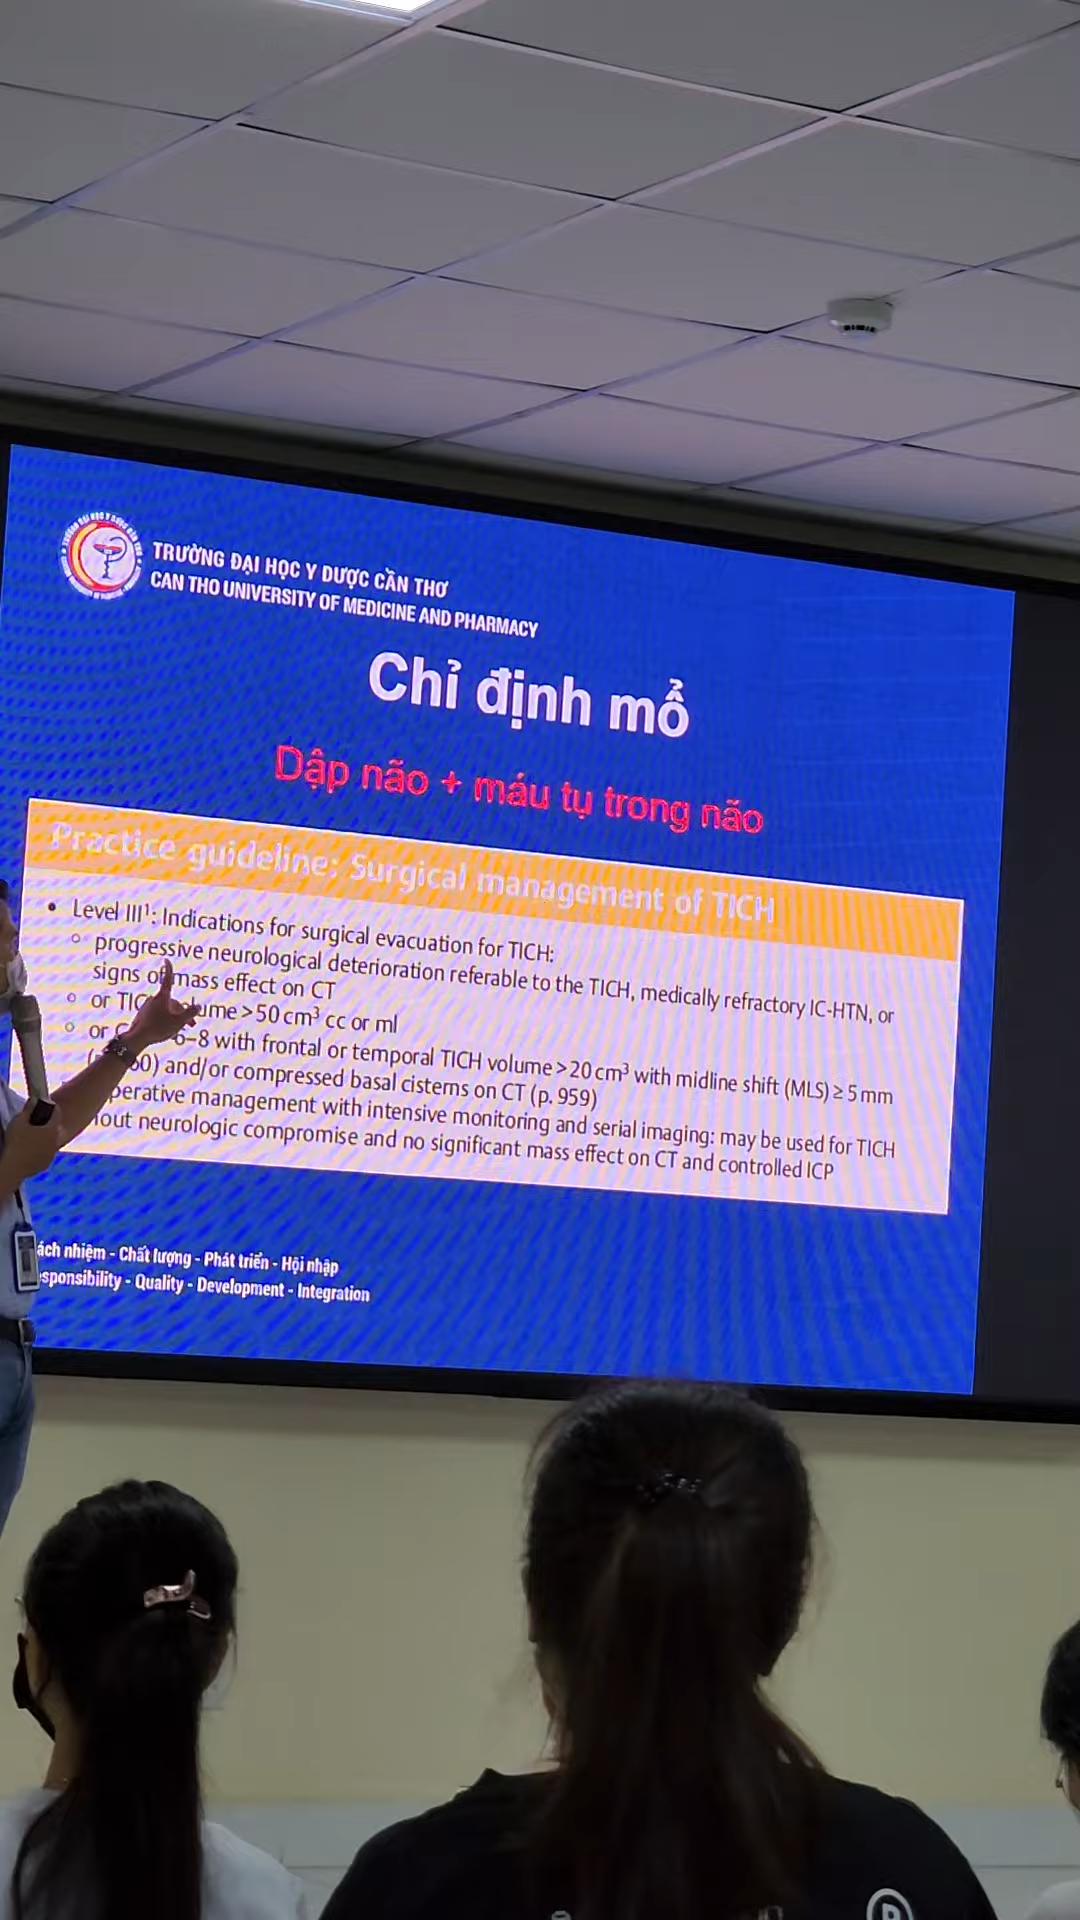 TRƯỜNG ĐẠI HỌC Y DƯỢC CẦN THƠ
CAN THO UNIVERSITY OF MEDICINE AND PHARMACY
Chỉ định mổ
Dập não + máu tụ trong não
Practice guideline: Surgical management of TICH
• Level III¹: Indications for surgical evacuation for TICH:
○ progressive neurological deterioration referable to the TICH, medically refractory IC-HTN, or
signs of mass effect on CT
○ or TIC ume > 50 cm³ cc or ml
○ or 6–8 with frontal or temporal TICH volume > 20 cm³ with midline shift (MLS) ≥ 5 mm
60) and/or compressed basal cisterns on CT (p. 959)
perative management with intensive monitoring and serial imaging: may be used for TICH
out neurologic compromise and no significant mass effect on CT and controlled ICP
ách nhiệm - Chất lượng - Phát triển - Hội nhập
sponsibility - Quality - Development - Integration